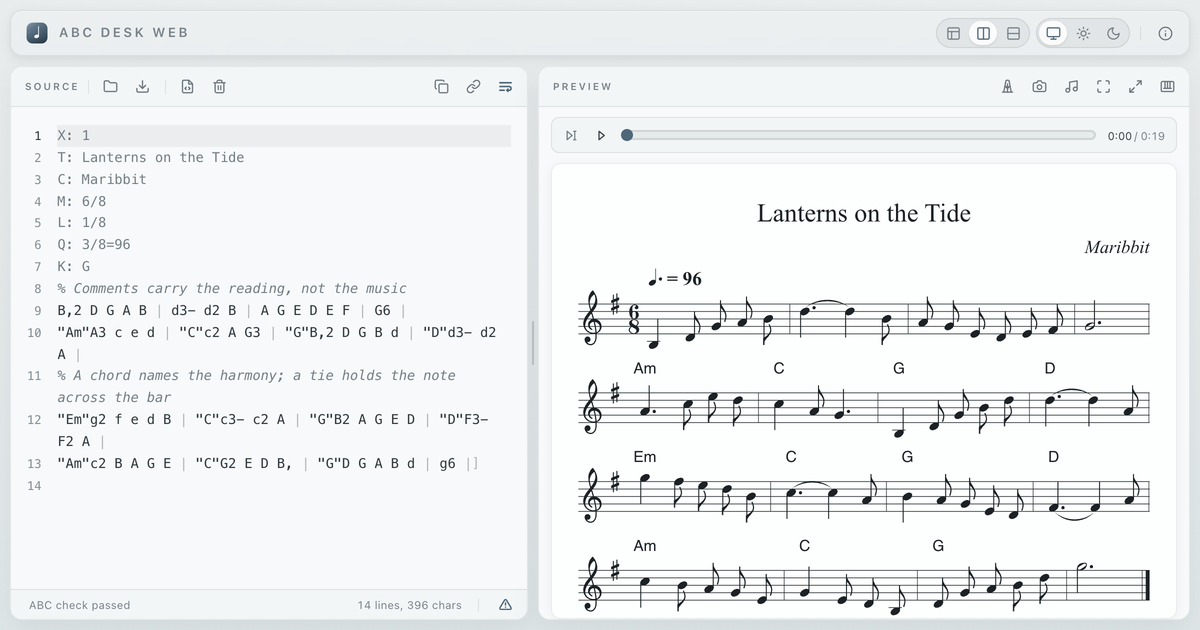 ABC DESK WEB
SOURCE
1 X: 1
2 T: Lanterns on the Tide
3 C: Maribbit
4 M: 6/8
5 L: 1/8
6 Q: 3/8=96
7 K: G
8 % Comments carry the reading, not the music
9 B,2 D G A B | d3- d2 B | A G E D E F | G6 |
10 "Am"A3 c e d | "C"c2 A G3 | "G"B,2 D G B d | "D"d3- d2
A |
11 % A chord names the harmony; a tie holds the note
across the bar
12 "Em"g2 f e d B | "C"c3- c2 A | "G"B2 A G E D | "D"F3-
F2 A |
13 "Am"c2 B A G E | "C"G2 E D B, | "G"D G A B d | g6 |]
14
ABC check passed
14 lines, 396 chars
PREVIEW
0:00 / 0:19
Lanterns on the Tide
Maribbit
= 96
6
8
Am C G D
Em C G D
Am C G